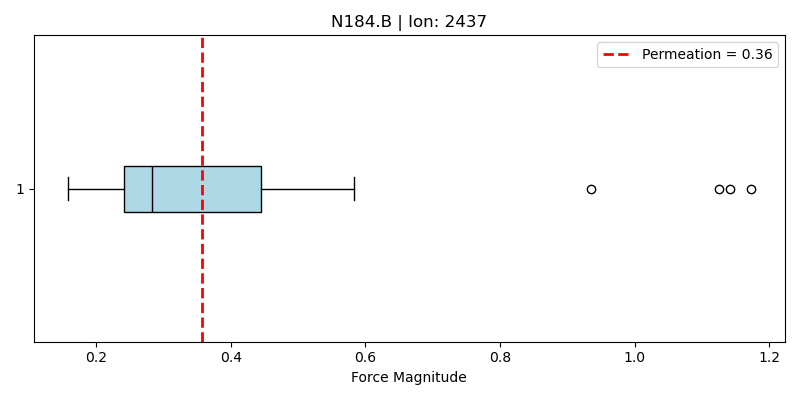 N184.B | Ion: 2437
Permeation = 0.36
1
0.2 0.4 0.6 0.8 1.0 1.2
Force Magnitude